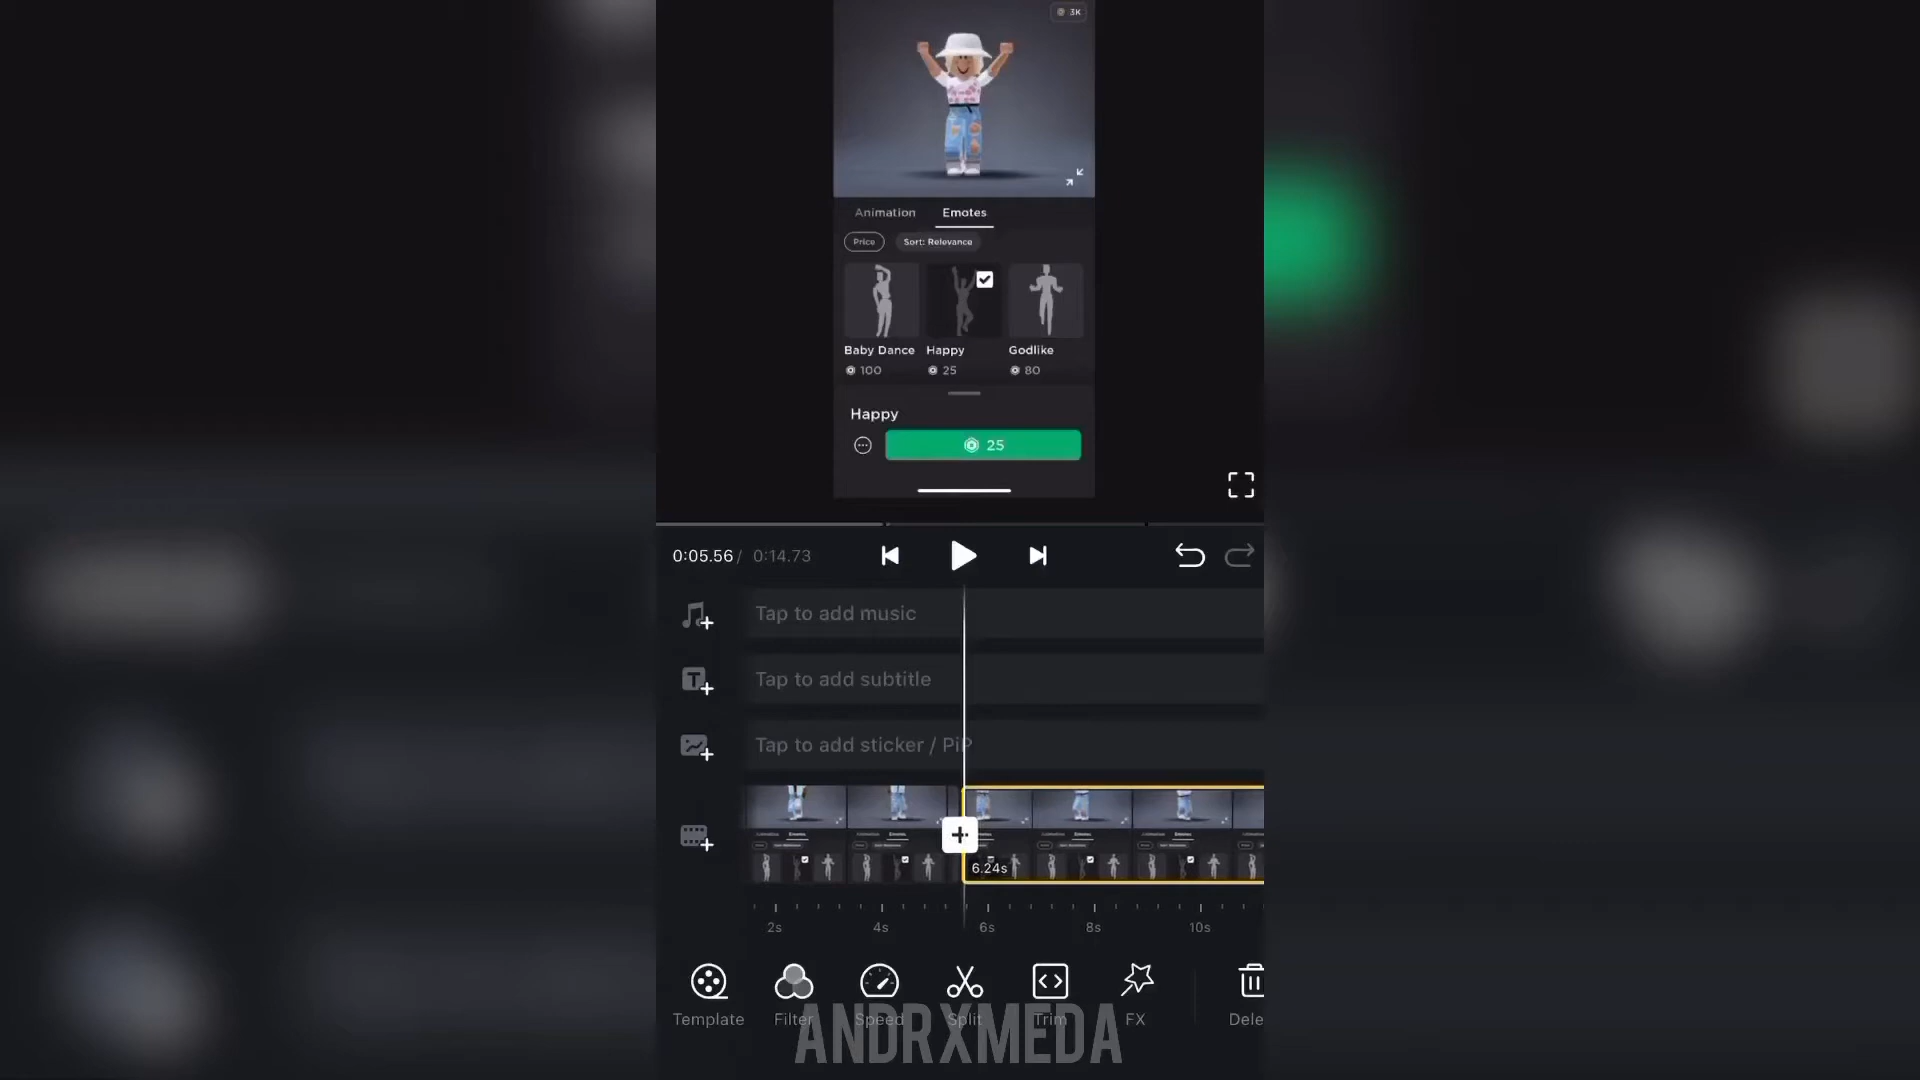 3K
Animation Emotes
Price Sort: Relevance
Baby Dance Happy Godlike
100 25 80
Happy
25
0:05.56 / 0:14.73
Tap to add music
Tap to add subtitle
Tap to add sticker / PiP
6.24s
2s 4s 6s 8s 10s
Template Filter Speed Split Trim FX Dele
ANDRXMEDA